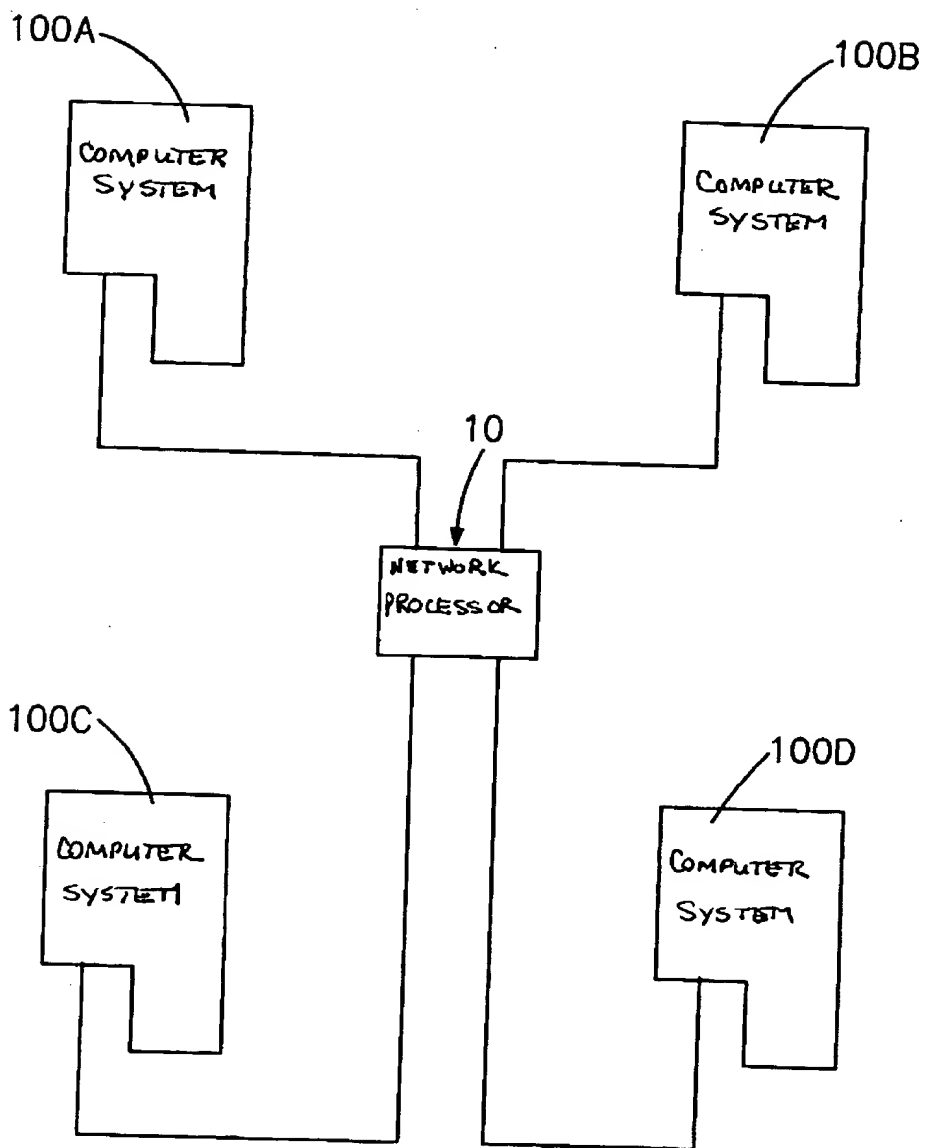 100A
100B
COMPUTER
SYSTEM
COMPUTER
SYSTEM
10
NETWORK
PROCESSOR
100C
100D
COMPUTER
SYSTEM
COMPUTER
SYSTEM